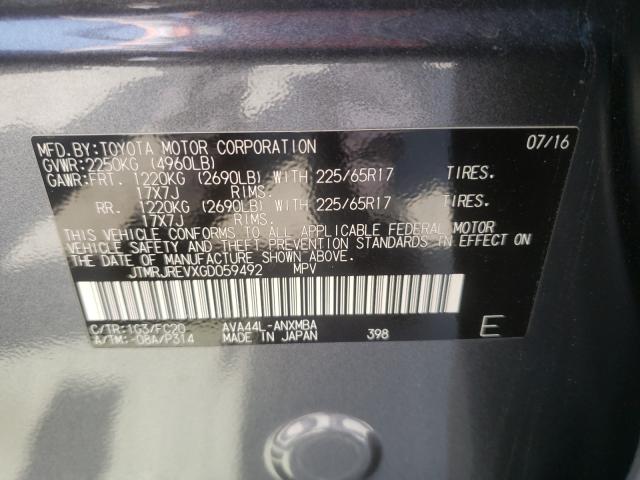 MFD.BY:TOYOTA MOTOR CORPORATION 07/16
GVWR:2250KG (4960LB)
GAWR:FRT. 1220KG (2690LB) WITH 225/65R17 TIRES.
17X7J RIMS.
RR. 1220KG (2690LB) WITH 225/65R17 TIRES.
17X7J RIMS.
THIS VEHICLE CONFORMS TO ALL APPLICABLE FEDERAL MOTOR
VEHICLE SAFETY AND THEFT PREVENTION STANDARDS IN EFFECT ON
THE DATE OF MANUFACTURE SHOWN ABOVE.
JTMRJREVXGD059492 MPV
C/TR:1G3/FC20 AVA44L-ANXMBA
A/TM:-08A/P314 MADE IN JAPAN 398 E